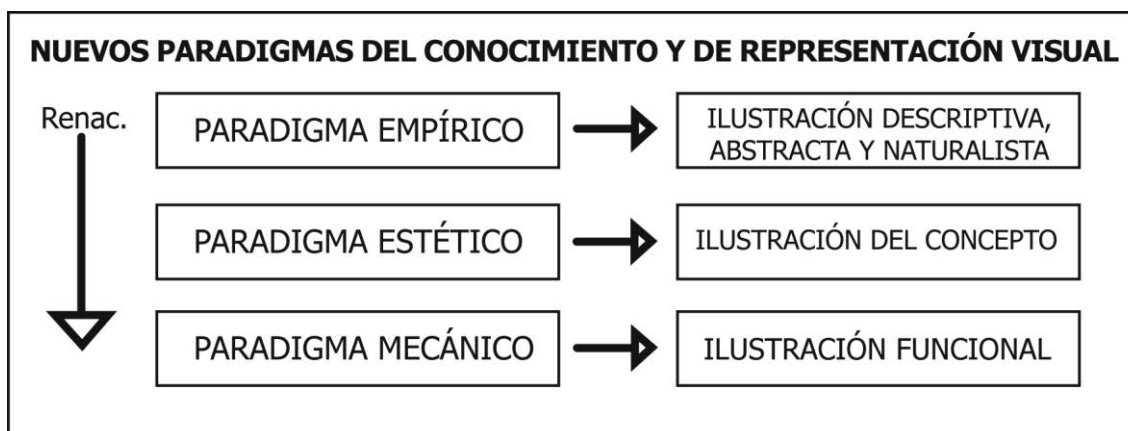 NUEVOS PARADIGMAS DEL CONOCIMIENTO Y DE REPRESENTACIÓN VISUAL
Renac.
PARADIGMA EMPÍRICO
ILUSTRACIÓN DESCRIPTIVA,
ABSTRACTA Y NATURALISTA
PARADIGMA ESTÉTICO
ILUSTRACIÓN DEL CONCEPTO
PARADIGMA MECÁNICO
ILUSTRACIÓN FUNCIONAL